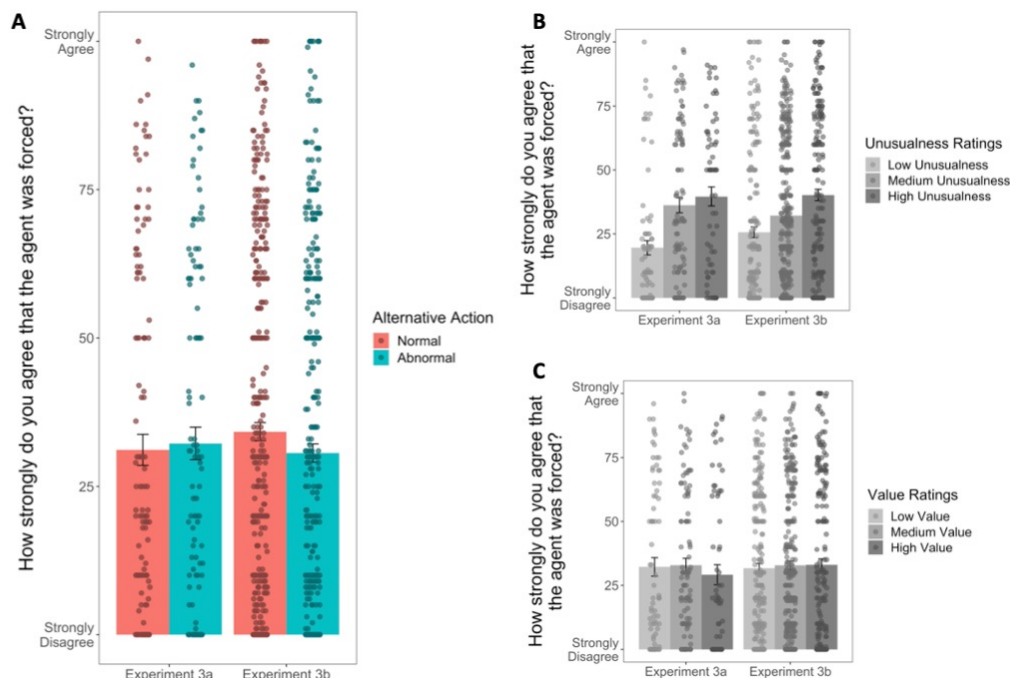 A
How strongly do you agree that the agent was forced?
Strongly
Agree
75
50
25
Strongly
Disagree
Experiment 3a
Experiment 3b
Alternative Action
Normal
Abnormal
B
How strongly do you agree that
the agent was forced?
Strongly
Agree
75
50
25
Strongly
Disagree
Experiment 3a
Experiment 3b
Unusualness Ratings
Low Unusualness
Medium Unusualness
High Unusualness
C
How strongly do you agree that
the agent was forced?
Strongly
Agree
75
50
25
Strongly
Disagree
Experiment 3a
Experiment 3b
Value Ratings
Low Value
Medium Value
High Value